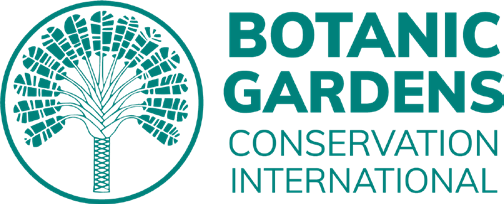 BOTANIC
GARDENS
CONSERVATION
INTERNATIONAL